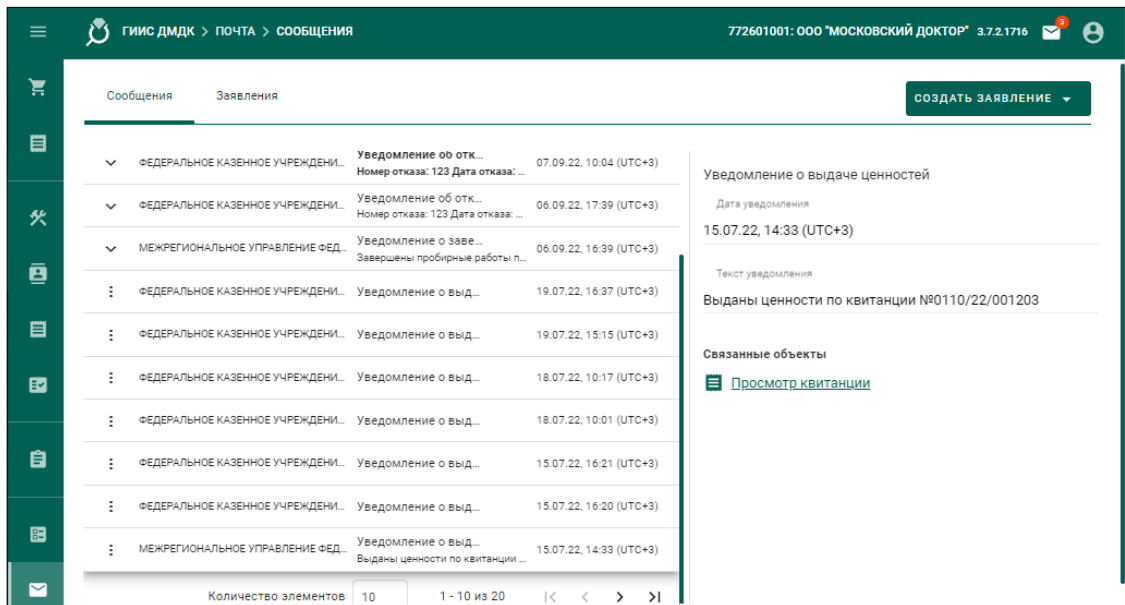 ГИИС ДМДК > ПОЧТА > СООБЩЕНИЯ
772601001: ООО "МОСКОВСКИЙ ДОКТОР" 3.7.2.1716 3
Сообщения Заявления
СОЗДАТЬ ЗАЯВЛЕНИЕ
ФЕДЕРАЛЬНОЕ КАЗЕННОЕ УЧРЕЖДЕНИ... Уведомление об отк... 07.09.22, 10:04 (UTC+3)
Номер отказа: 123 Дата отказа: ...
ФЕДЕРАЛЬНОЕ КАЗЕННОЕ УЧРЕЖДЕНИ... Уведомление об отк... 06.09.22, 17:39 (UTC+3)
Номер отказа: 123 Дата отказа: ...
МЕЖРЕГИОНАЛЬНОЕ УПРАВЛЕНИЕ ФЕД... Уведомление о заве... 06.09.22, 16:39 (UTC+3)
Завершены пробирные работы п...
ФЕДЕРАЛЬНОЕ КАЗЕННОЕ УЧРЕЖДЕНИ... Уведомление о выд... 19.07.22, 16:37 (UTC+3)
ФЕДЕРАЛЬНОЕ КАЗЕННОЕ УЧРЕЖДЕНИ... Уведомление о выд... 19.07.22, 15:15 (UTC+3)
ФЕДЕРАЛЬНОЕ КАЗЕННОЕ УЧРЕЖДЕНИ... Уведомление о выд... 18.07.22, 10:17 (UTC+3)
ФЕДЕРАЛЬНОЕ КАЗЕННОЕ УЧРЕЖДЕНИ... Уведомление о выд... 18.07.22, 10:01 (UTC+3)
ФЕДЕРАЛЬНОЕ КАЗЕННОЕ УЧРЕЖДЕНИ... Уведомление о выд... 15.07.22, 16:21 (UTC+3)
ФЕДЕРАЛЬНОЕ КАЗЕННОЕ УЧРЕЖДЕНИ... Уведомление о выд... 15.07.22, 16:20 (UTC+3)
МЕЖРЕГИОНАЛЬНОЕ УПРАВЛЕНИЕ ФЕД... Уведомление о выд... 15.07.22, 14:33 (UTC+3)
Выданы ценности по квитанции ...
Количество элементов 10 1 - 10 из 20
Уведомление о выдаче ценностей
Дата уведомления
15.07.22, 14:33 (UTC+3)
Текст уведомления
Выданы ценности по квитанции №0110/22/001203
Связанные объекты
Просмотр квитанции